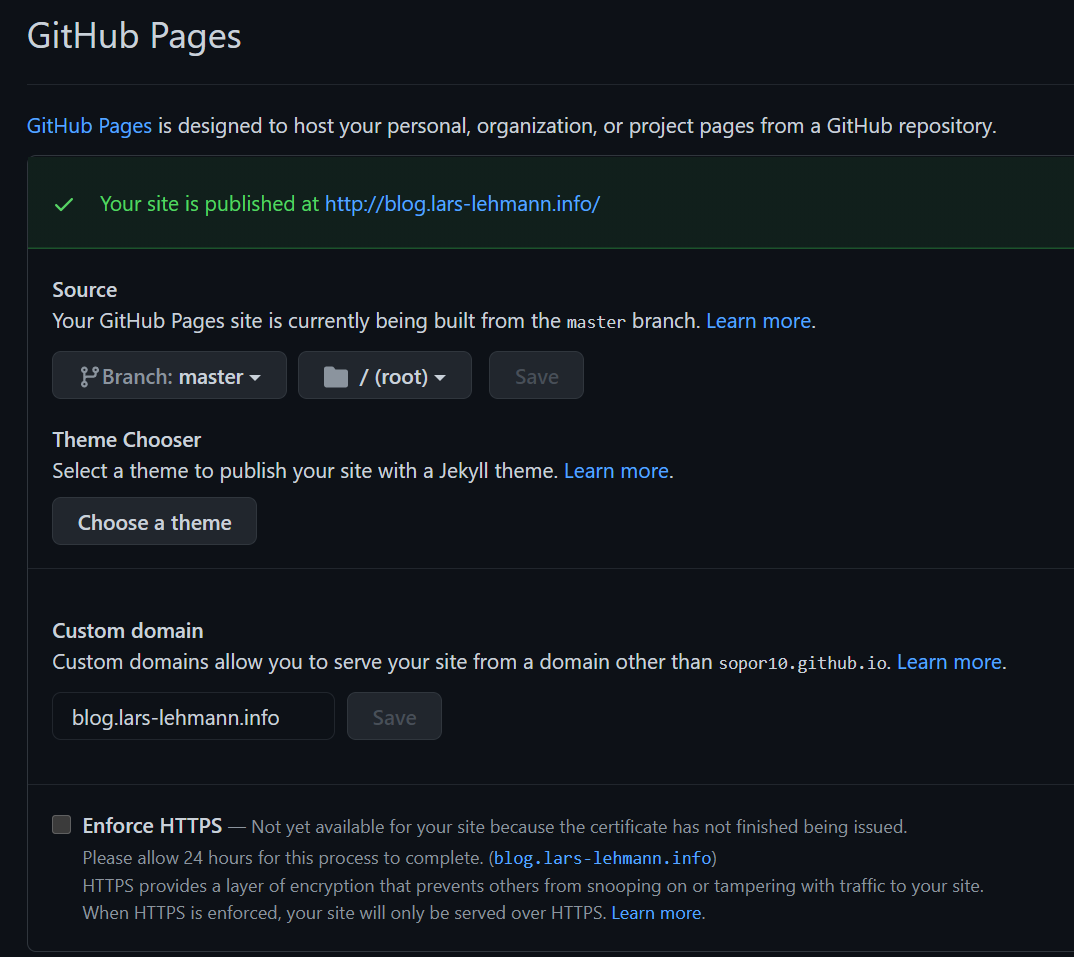 GitHub Pages
GitHub Pages is designed to host your personal, organization, or project pages from a GitHub repository.
Your site is published at http://blog.lars-lehmann.info/
Source
Your GitHub Pages site is currently being built from the master branch. Learn more.
Branch: master
/ (root)
Save
Theme Chooser
Select a theme to publish your site with a Jekyll theme. Learn more.
Choose a theme
Custom domain
Custom domains allow you to serve your site from a domain other than sopor10.github.io. Learn more.
blog.lars-lehmann.info
Save
Enforce HTTPS — Not yet available for your site because the certificate has not finished being issued.
Please allow 24 hours for this process to complete. (blog.lars-lehmann.info)
HTTPS provides a layer of encryption that prevents others from snooping on or tampering with traffic to your site.
When HTTPS is enforced, your site will only be served over HTTPS. Learn more.